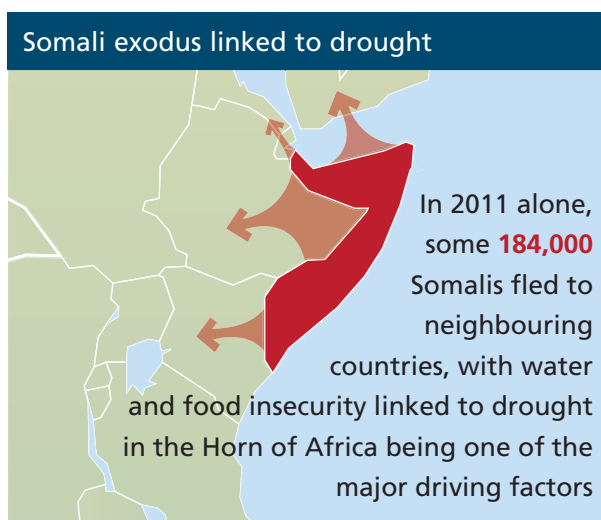 Somali exodus linked to drought
In 2011 alone,
some 184,000
Somalis fled to
neighbouring
countries, with water
and food insecurity linked to drought
in the Horn of Africa being one of the
major driving factors